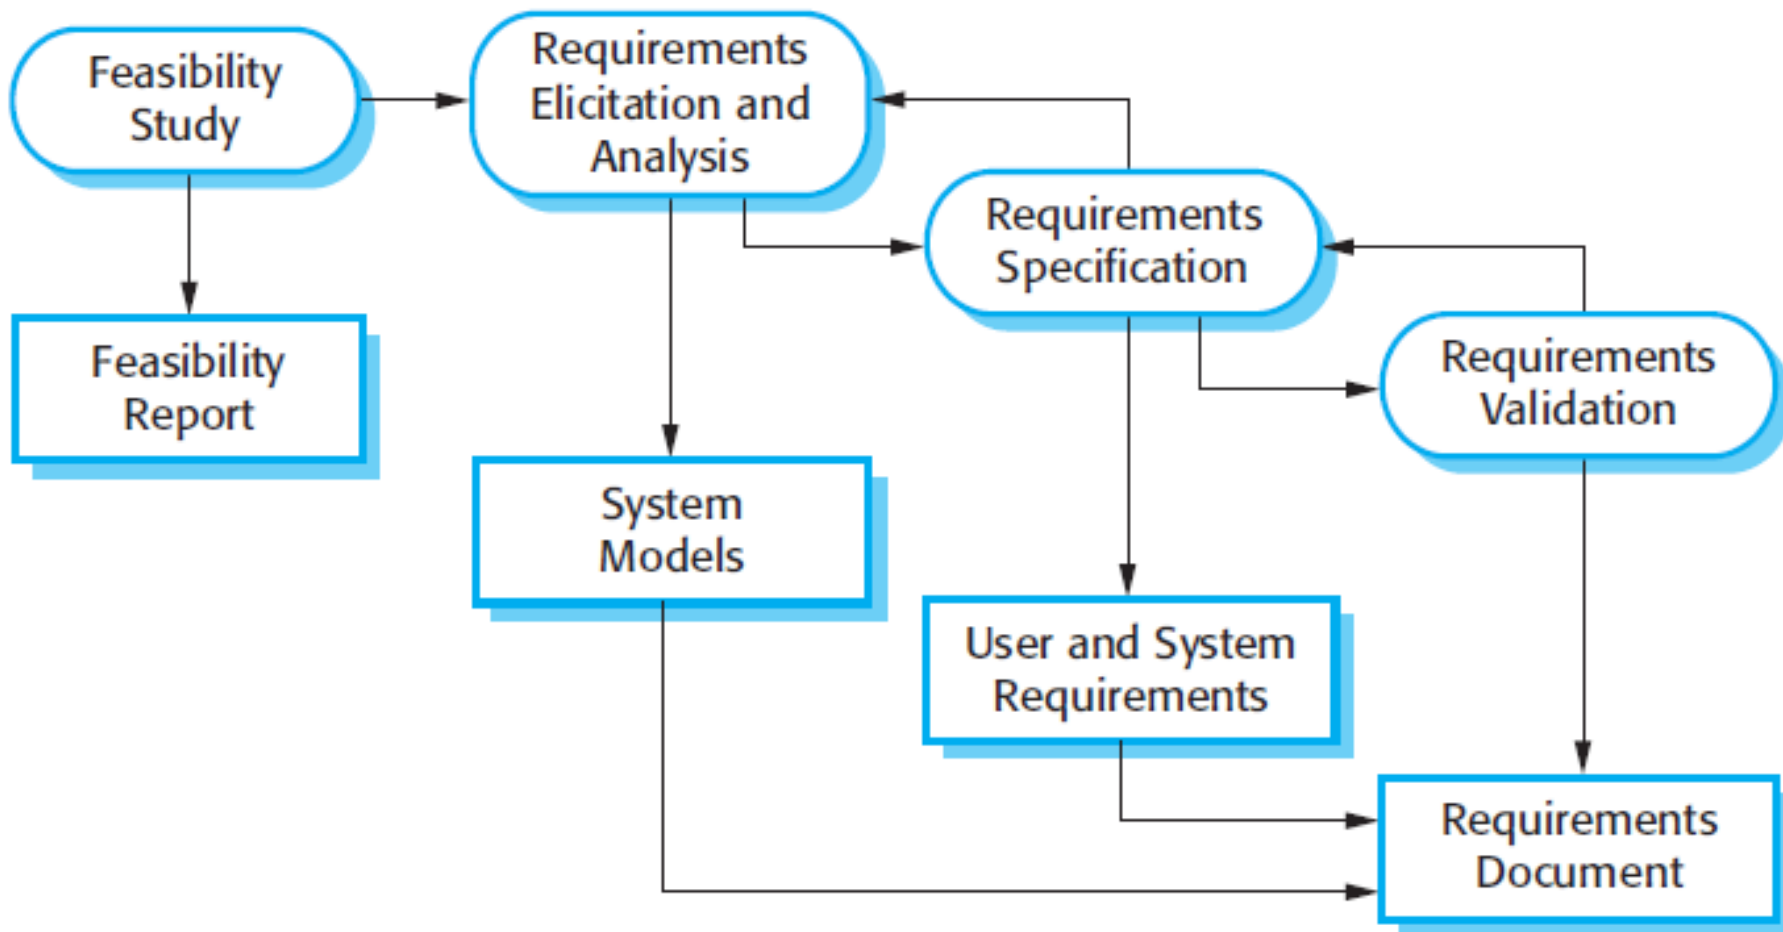 Feasibility
Study
Requirements
Elicitation and
Analysis
Requirements
Specification
Requirements
Validation
Feasibility
Report
System
Models
User and System
Requirements
Requirements
Document